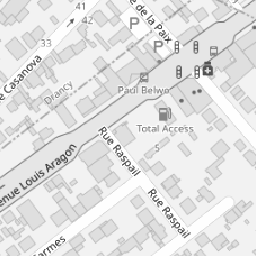 42
41
33
de la Paix
P
P
Casanova
Drancy
Paul Belwo
Total Access
Rue Raspail
5
nue Louis Aragon
Rue Raspail
armes